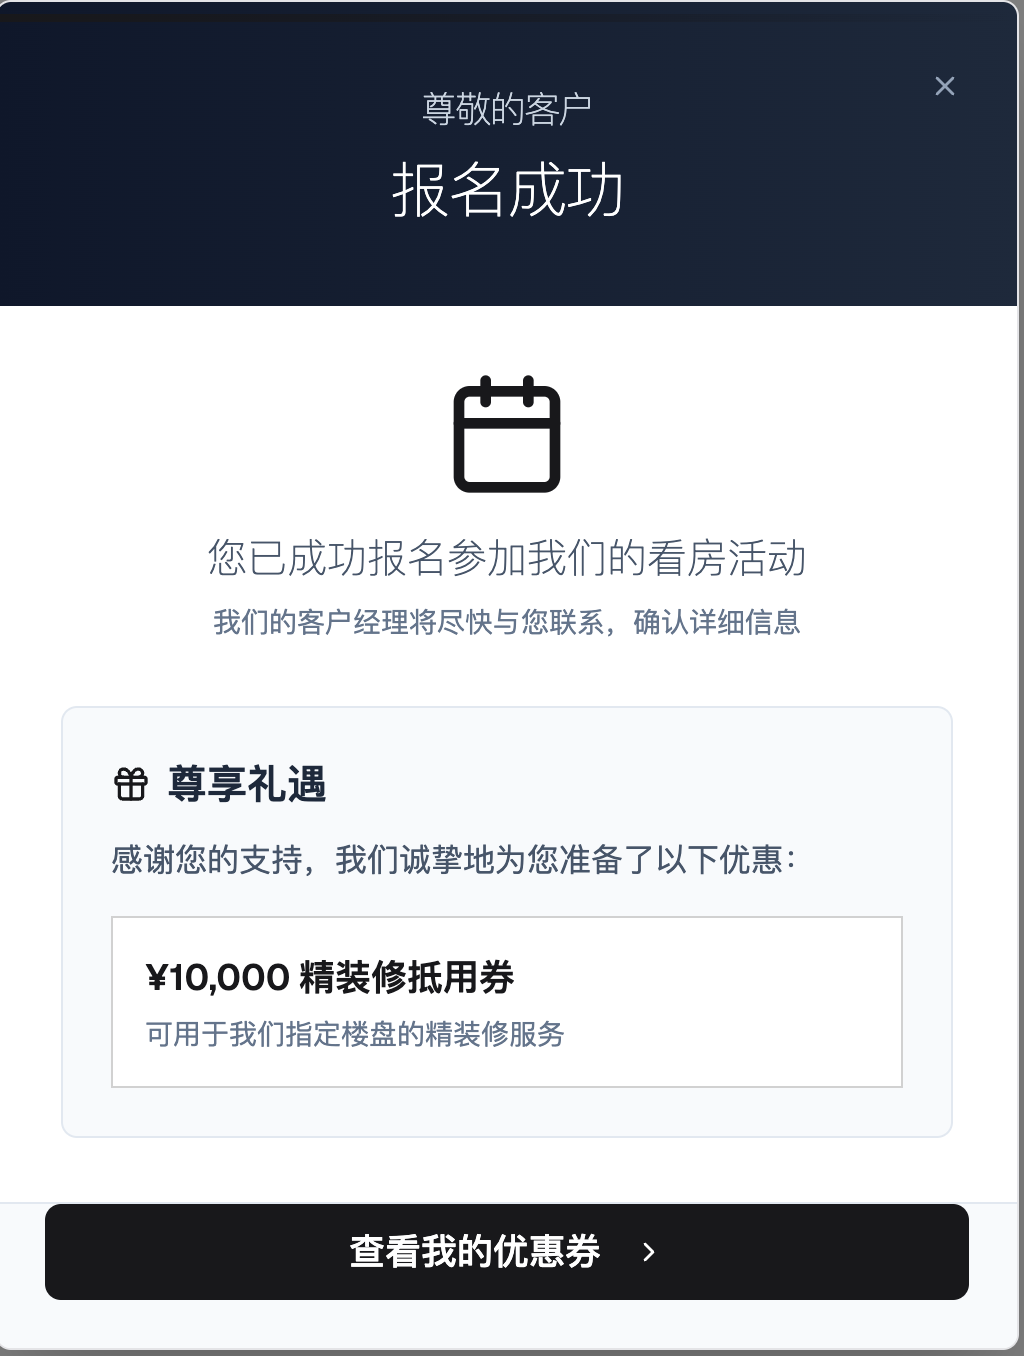 尊敬的客户
报名成功
您已成功报名参加我们的看房活动
我们的客户经理将尽快与您联系，确认详细信息
尊享礼遇
感谢您的支持，我们诚挚地为您准备了以下优惠：
¥10,000 精装修抵用券
可用于我们指定楼盘的精装修服务
查看我的优惠券